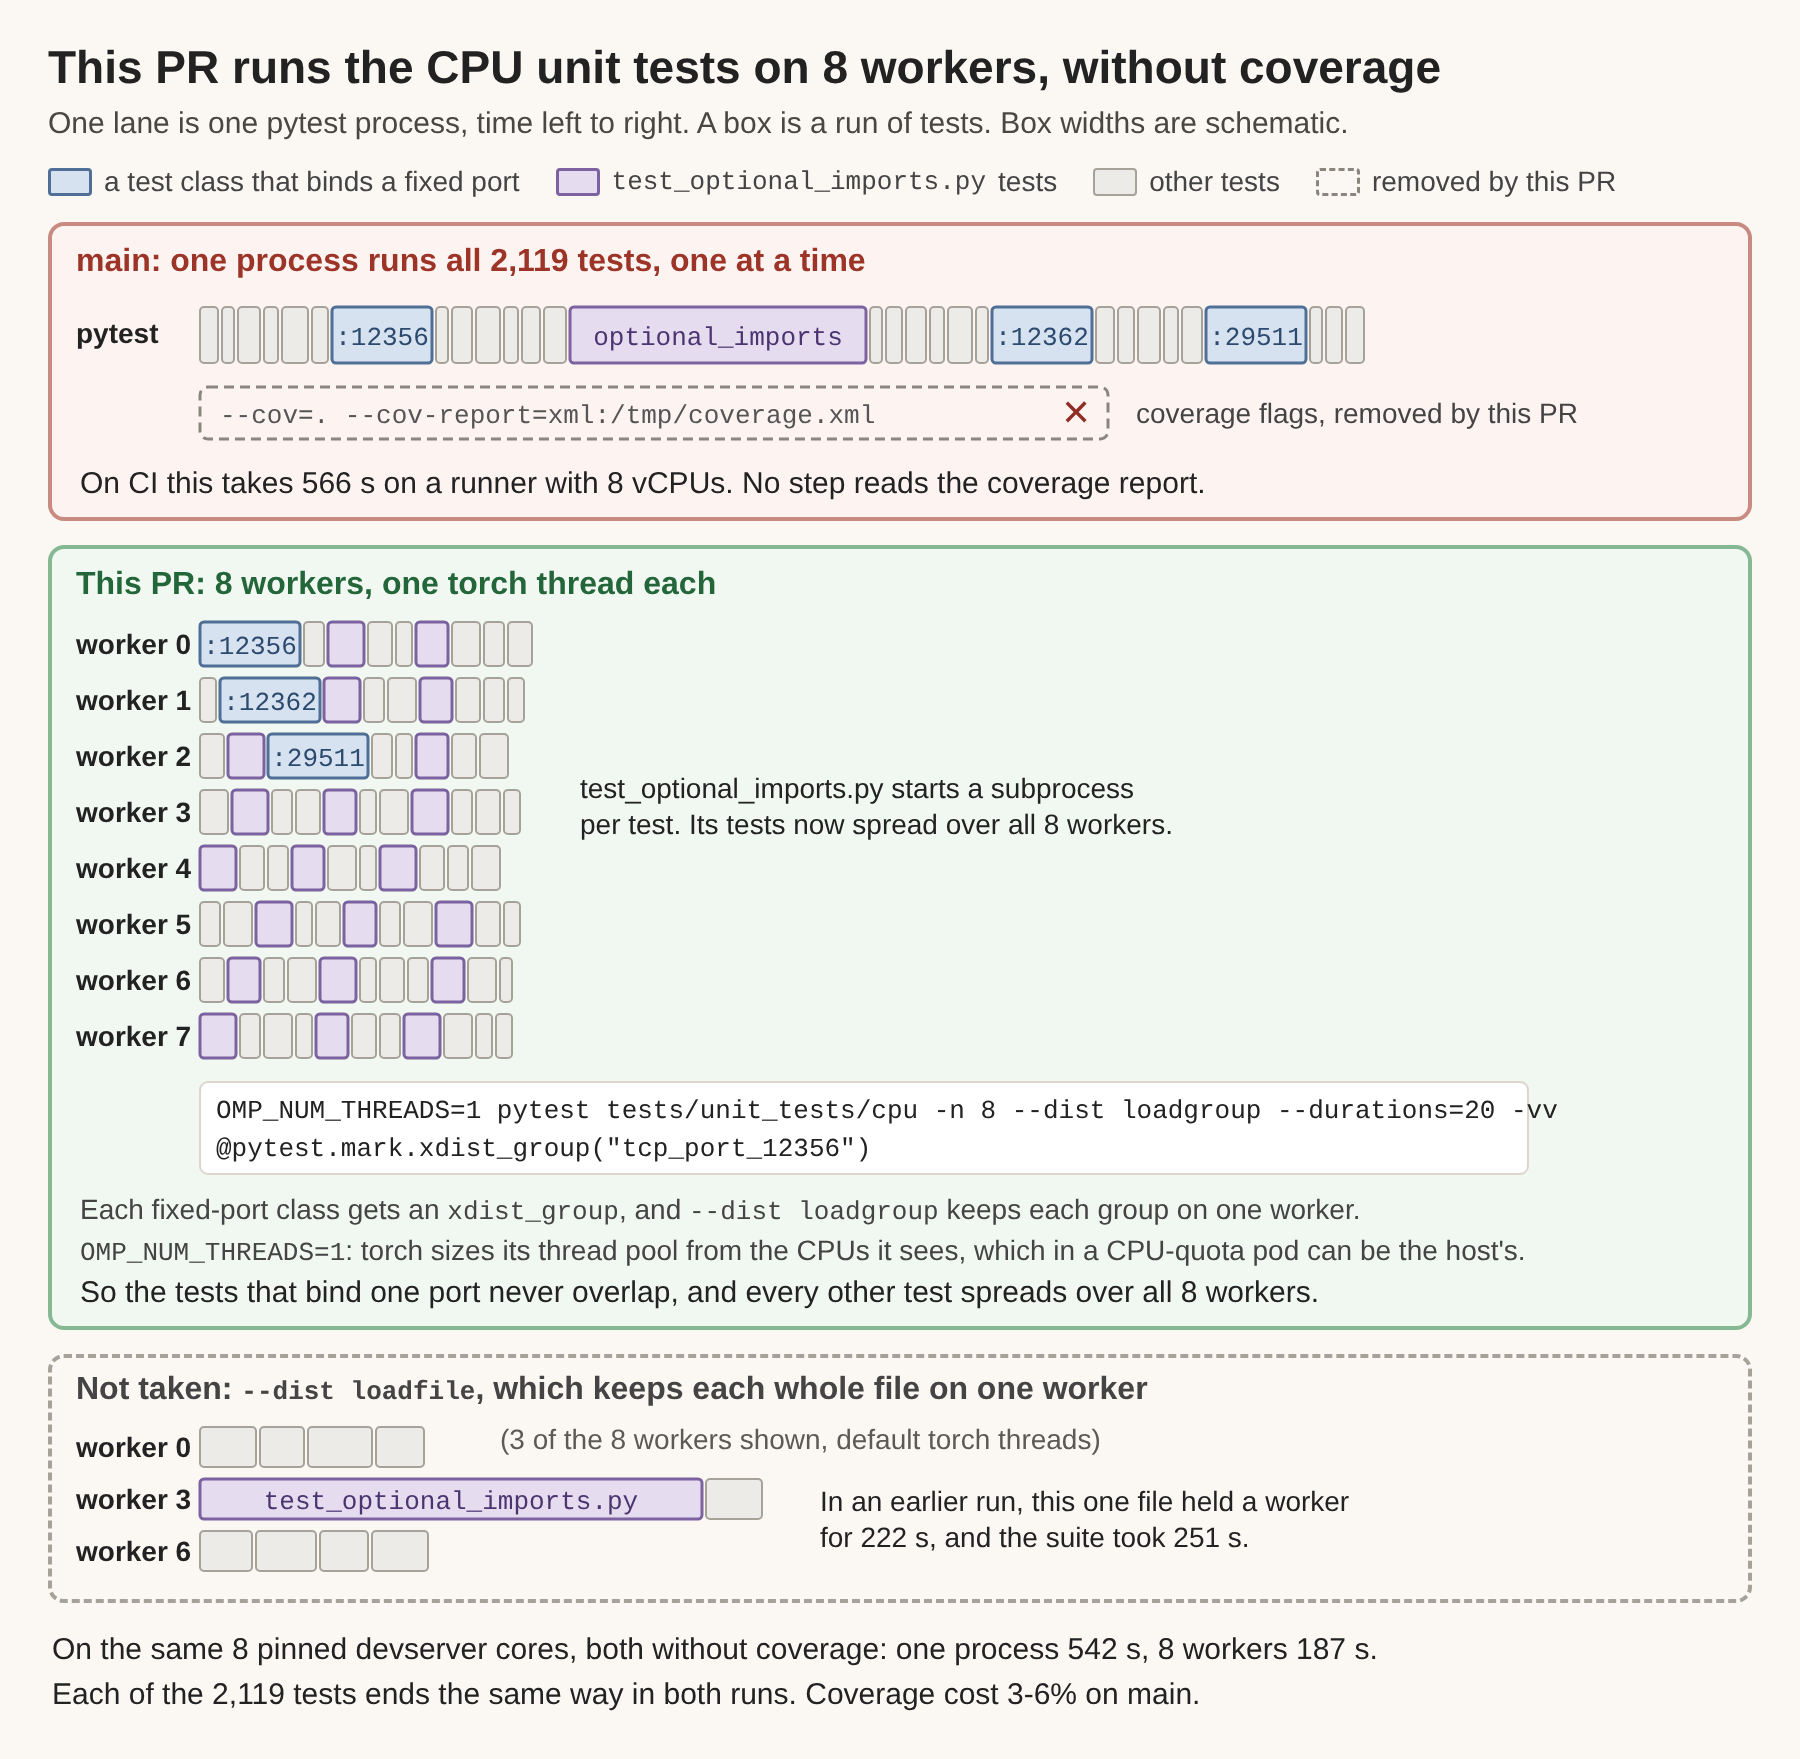 This PR runs the CPU unit tests on 8 workers, without coverage
One lane is one pytest process, time left to right. A box is a run of tests. Box widths are schematic.
a test class that binds a fixed port test_optional_imports.py tests other tests removed by this PR
main: one process runs all 2,119 tests, one at a time
pytest :12356 optional_imports :12362 :29511
--cov=. --cov-report=xml:/tmp/coverage.xml ✕ coverage flags, removed by this PR
On CI this takes 566 s on a runner with 8 vCPUs. No step reads the coverage report.
This PR: 8 workers, one torch thread each
worker 0 :12356
worker 1 :12362
worker 2 :29511
test_optional_imports.py starts a subprocess
worker 3
per test. Its tests now spread over all 8 workers.
worker 4
worker 5
worker 6
worker 7
OMP_NUM_THREADS=1 pytest tests/unit_tests/cpu -n 8 --dist loadgroup --durations=20 -vv
@pytest.mark.xdist_group("tcp_port_12356")
Each fixed-port class gets an xdist_group, and --dist loadgroup keeps each group on one worker.
OMP_NUM_THREADS=1: torch sizes its thread pool from the CPUs it sees, which in a CPU-quota pod can be the host's.
So the tests that bind one port never overlap, and every other test spreads over all 8 workers.
Not taken: --dist loadfile, which keeps each whole file on one worker
worker 0 (3 of the 8 workers shown, default torch threads)
worker 3 test_optional_imports.py In an earlier run, this one file held a worker
for 222 s, and the suite took 251 s.
worker 6
On the same 8 pinned devserver cores, both without coverage: one process 542 s, 8 workers 187 s.
Each of the 2,119 tests ends the same way in both runs. Coverage cost 3-6% on main.